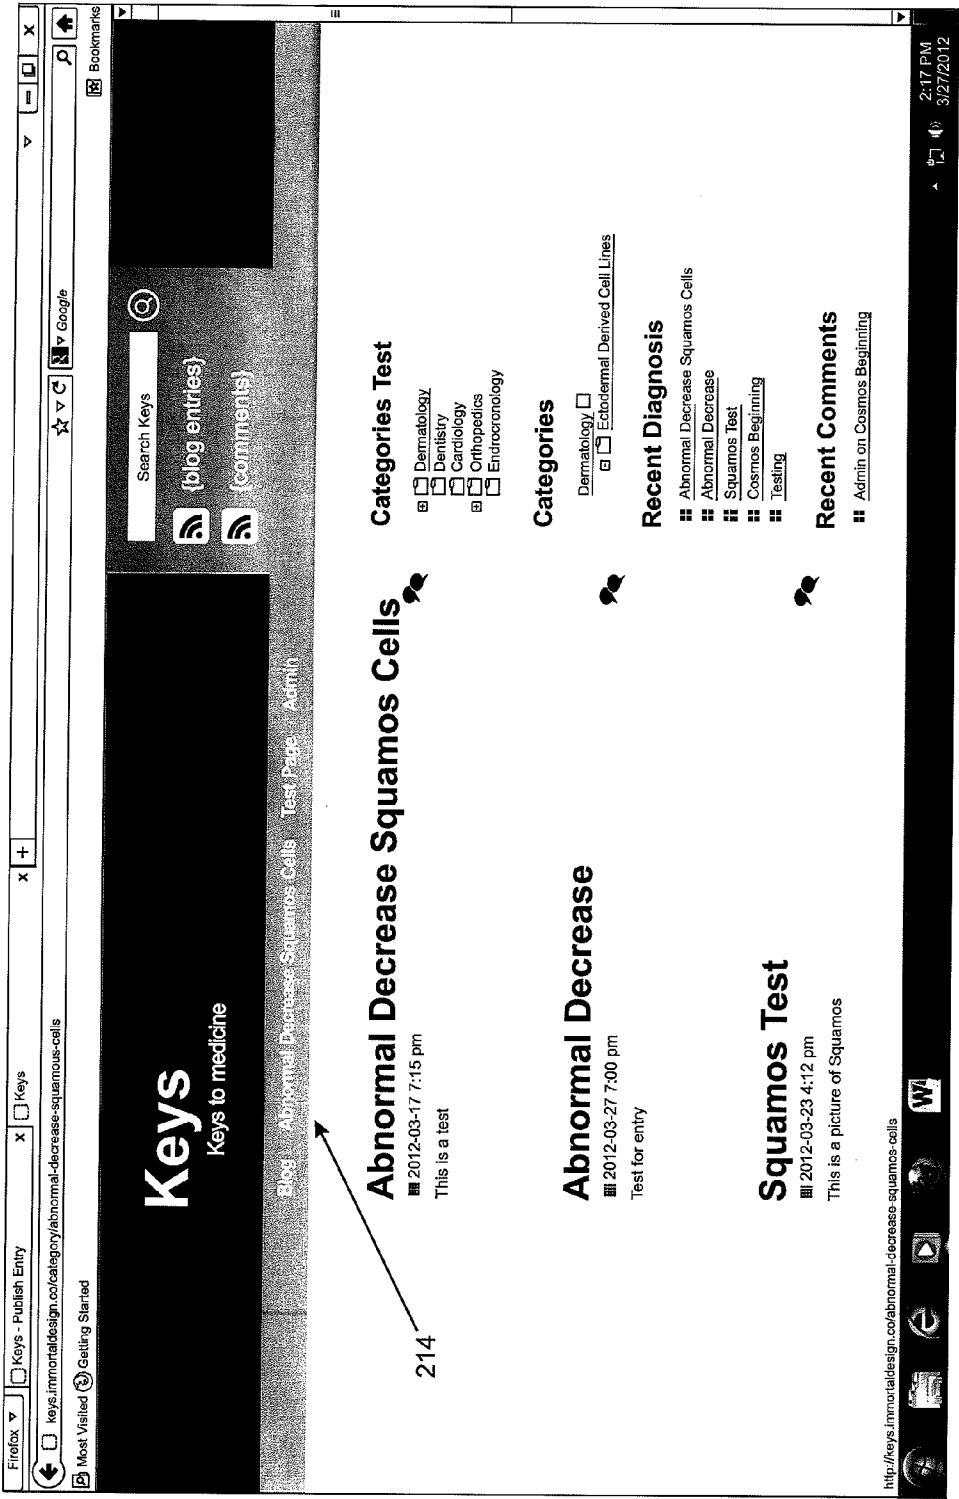 Firefox
Keys - Publish Entry x
Keys x +
keys.immortaldesign.co/category/abnormal-decrease-squamous-cells
Google
Most Visited Getting Started
Bookmarks
Keys
Keys to medicine
Search Keys
{blog entries}
{comments}
Blog Abnormal Decrease Squamos Cells Test Page Admin
214
Abnormal Decrease Squamos Cells
2012-03-17 7:15 pm
This is a test
Abnormal Decrease
2012-03-27 7:00 pm
Test for entry
Squamos Test
2012-03-23 4:12 pm
This is a picture of Squamos
Categories Test
Dermatology
Dentistry
Cardiology
Orthopedics
Endrocronology
Categories
Dermatology
Ectodermal Derived Cell Lines
Recent Diagnosis
Abnormal Decrease Squamos Cells
Abnormal Decrease
Squamos Test
Cosmos Beginning
Testing
Recent Comments
Admin on Cosmos Beginning
http://keys.immortaldesign.co/abnormal-decrease-squamos-cells
W
2:17 PM
3/27/2012